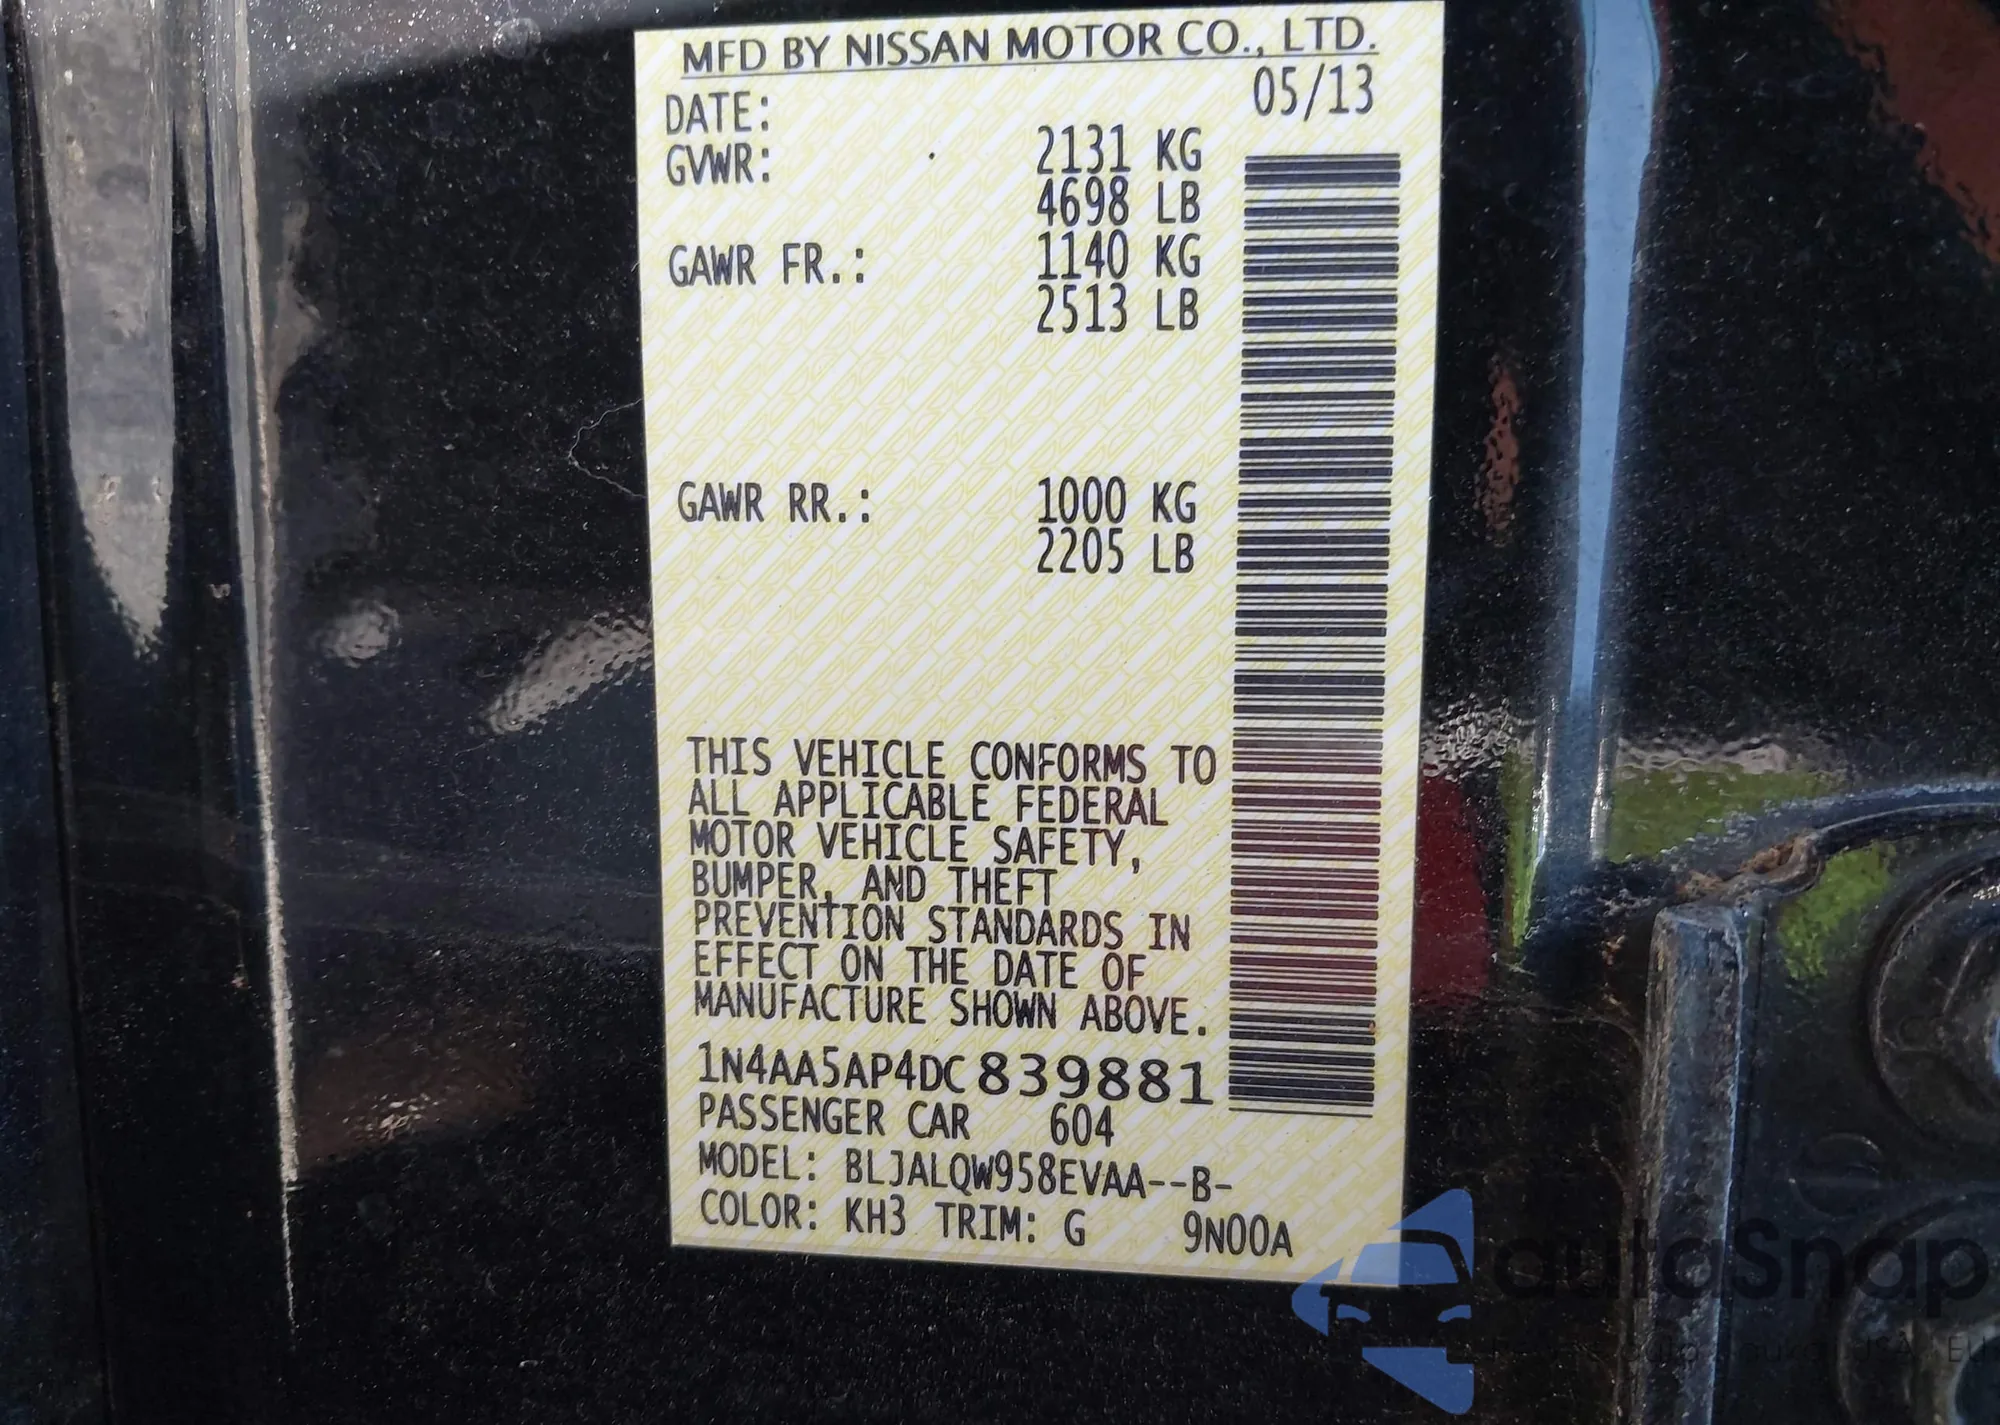 MFD BY NISSAN MOTOR CO., LTD.
DATE: 05/13
GVWR: 2131 KG
4698 LB
GAWR FR.: 1140 KG
2513 LB
GAWR RR.: 1000 KG
2205 LB
THIS VEHICLE CONFORMS TO
ALL APPLICABLE FEDERAL
MOTOR VEHICLE SAFETY,
BUMPER, AND THEFT
PREVENTION STANDARDS IN
EFFECT ON THE DATE OF
MANUFACTURE SHOWN ABOVE.
1N4AA5AP4DC839881
PASSENGER CAR 604
MODEL: BLJALQW958EVAA--B-
COLOR: KH3 TRIM: G 9N00A
autoSnap